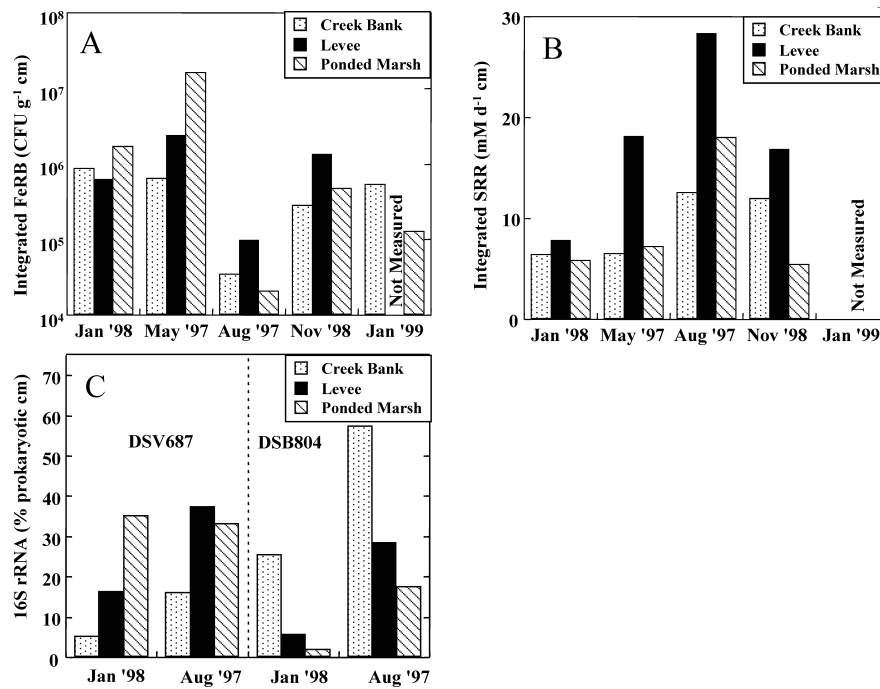 A
Creek Bank
Levee
Ponded Marsh
Integrated FeRB (CFU g⁻¹ cm)
10⁸
10⁷
10⁶
10⁵
10⁴
Not Measured
Jan '98 May '97 Aug '97 Nov '98 Jan '99
B
Creek Bank
Levee
Ponded Marsh
Integrated SRR (mM d⁻¹ cm)
30
20
10
0
Not Measured
Jan '98 May '97 Aug '97 Nov '98 Jan '99
C
Creek Bank
Levee
Ponded Marsh
DSV687 DSB804
16S rRNA (% prokaryotic cm)
70
60
50
40
30
20
10
0
Jan '98 Aug '97 Jan '98 Aug '97